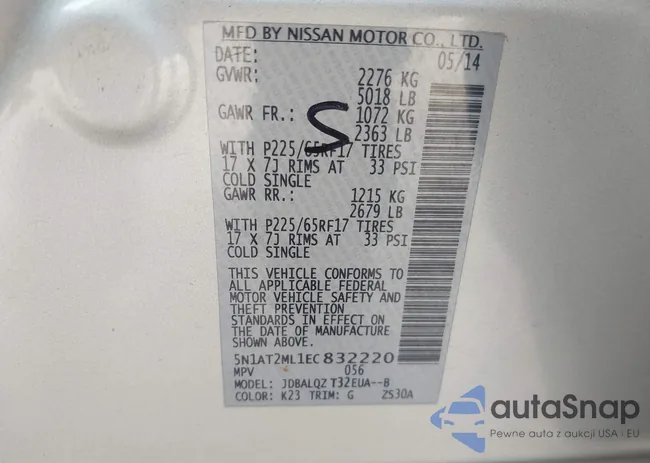 MFD BY NISSAN MOTOR CO., LTD.
DATE: 05/14
GVWR: 2276 KG
5018 LB
GAWR FR.: 1072 KG
2363 LB
WITH P225/65RF17 TIRES
17 X 7J RIMS AT 33 PSI
COLD SINGLE
GAWR RR.: 1215 KG
2679 LB
WITH P225/65RF17 TIRES
17 X 7J RIMS AT 33 PSI
COLD SINGLE
THIS VEHICLE CONFORMS TO
ALL APPLICABLE FEDERAL
MOTOR VEHICLE SAFETY AND
THEFT PREVENTION
STANDARDS IN EFFECT ON
THE DATE OF MANUFACTURE
SHOWN ABOVE.
5N1AT2ML1EC832220
MPV 056
MODEL: JDBALQZ T32EUA--B
COLOR: K23 TRIM: G ZS30A
S
autoSnap
Pewne auta z aukcji USA i EU